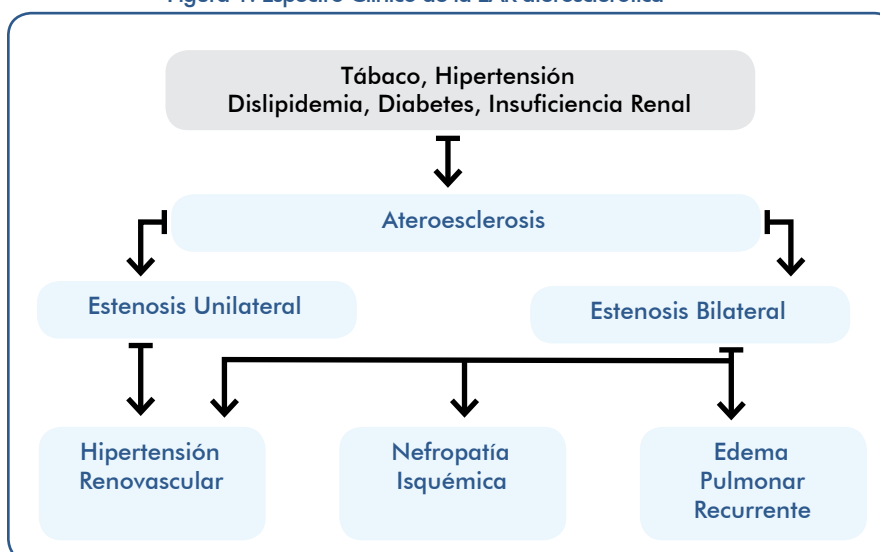 Figura 1. Espectro Clínico de la EAR aterosclerótica
Tábaco, Hipertensión
Dislipidemia, Diabetes, Insuficiencia Renal
Ateroesclerosis
Estenosis Unilateral
Estenosis Bilateral
Hipertensión
Renovascular
Nefropatía
Isquémica
Edema
Pulmonar
Recurrente